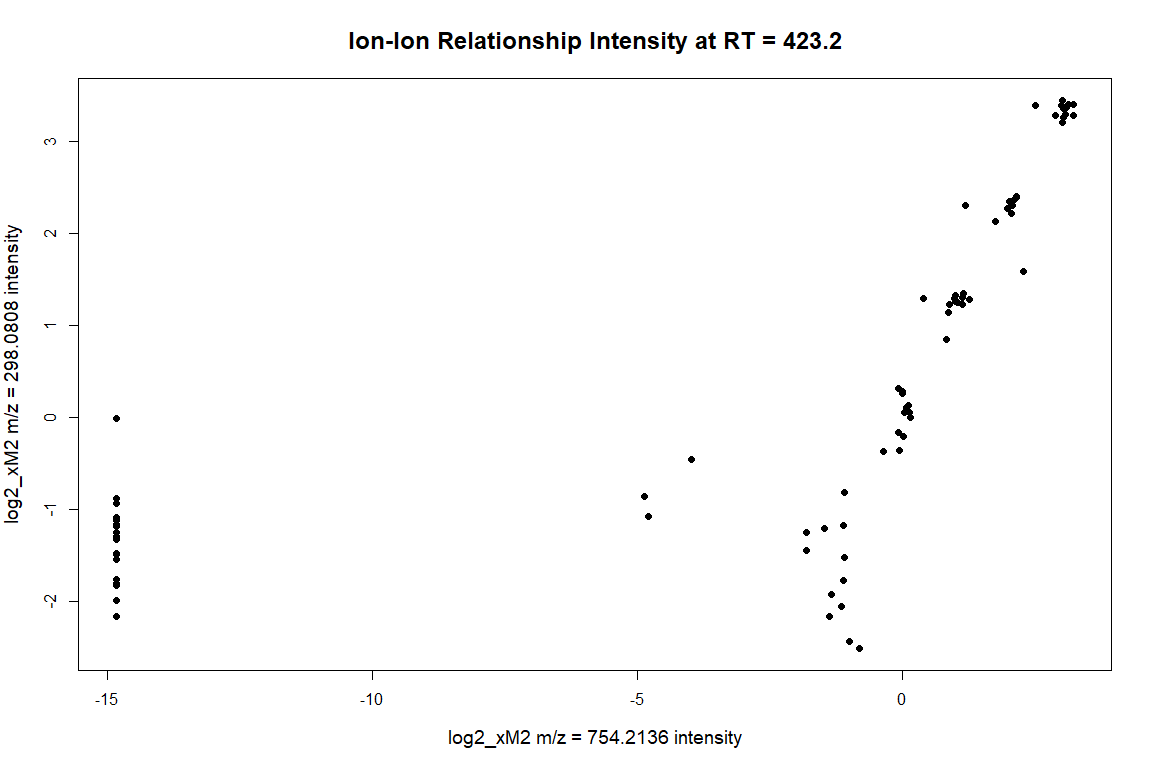 Ion-Ion Relationship Intensity at RT = 423.2
log2_xM2 m/z = 298.0808 intensity
3
2
1
0
-1
-2
-15 -10 -5 0
log2_xM2 m/z = 754.2136 intensity